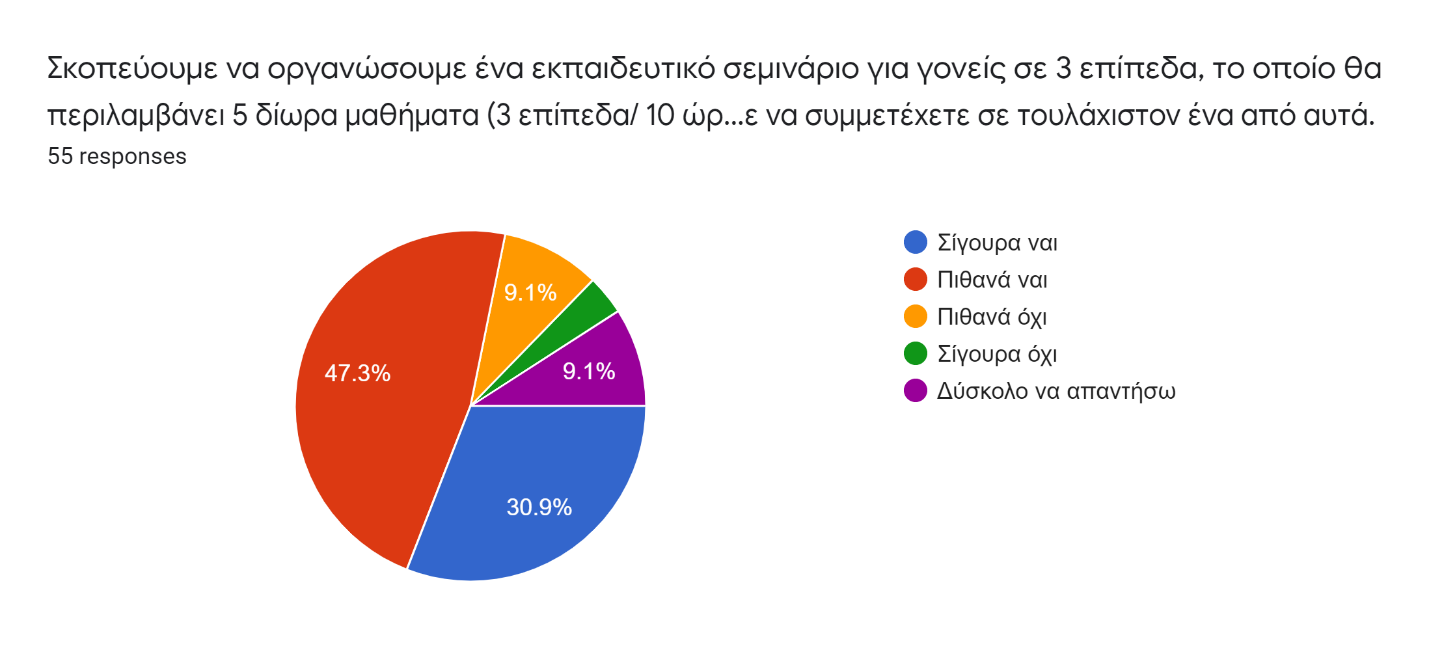 Σκοπεύουμε να οργανώσουμε ένα εκπαιδευτικό σεμινάριο για γονείς σε 3 επίπεδα, το οποίο θα
περιλαμβάνει 5 δίωρα μαθήματα (3 επίπεδα/ 10 ώρ...ε να συμμετέχετε σε τουλάχιστον ένα από αυτά.
55 responses
Σίγουρα ναι
Πιθανά ναι
Πιθανά όχι
Σίγουρα όχι
Δύσκολο να απαντήσω
9.1%
47.3%
9.1%
30.9%